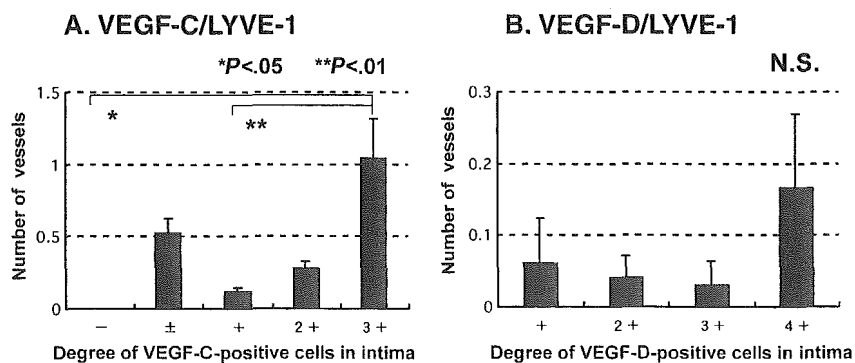 A. VEGF-C/LYVE-1
*P<.05 **P<.01
Number of vessels
1.5
1
0.5
0
*
**
− ± + 2+ 3+
Degree of VEGF-C-positive cells in intima
B. VEGF-D/LYVE-1
N.S.
Number of vessels
0.3
0.2
0.1
0
+ 2+ 3+ 4+
Degree of VEGF-D-positive cells in intima